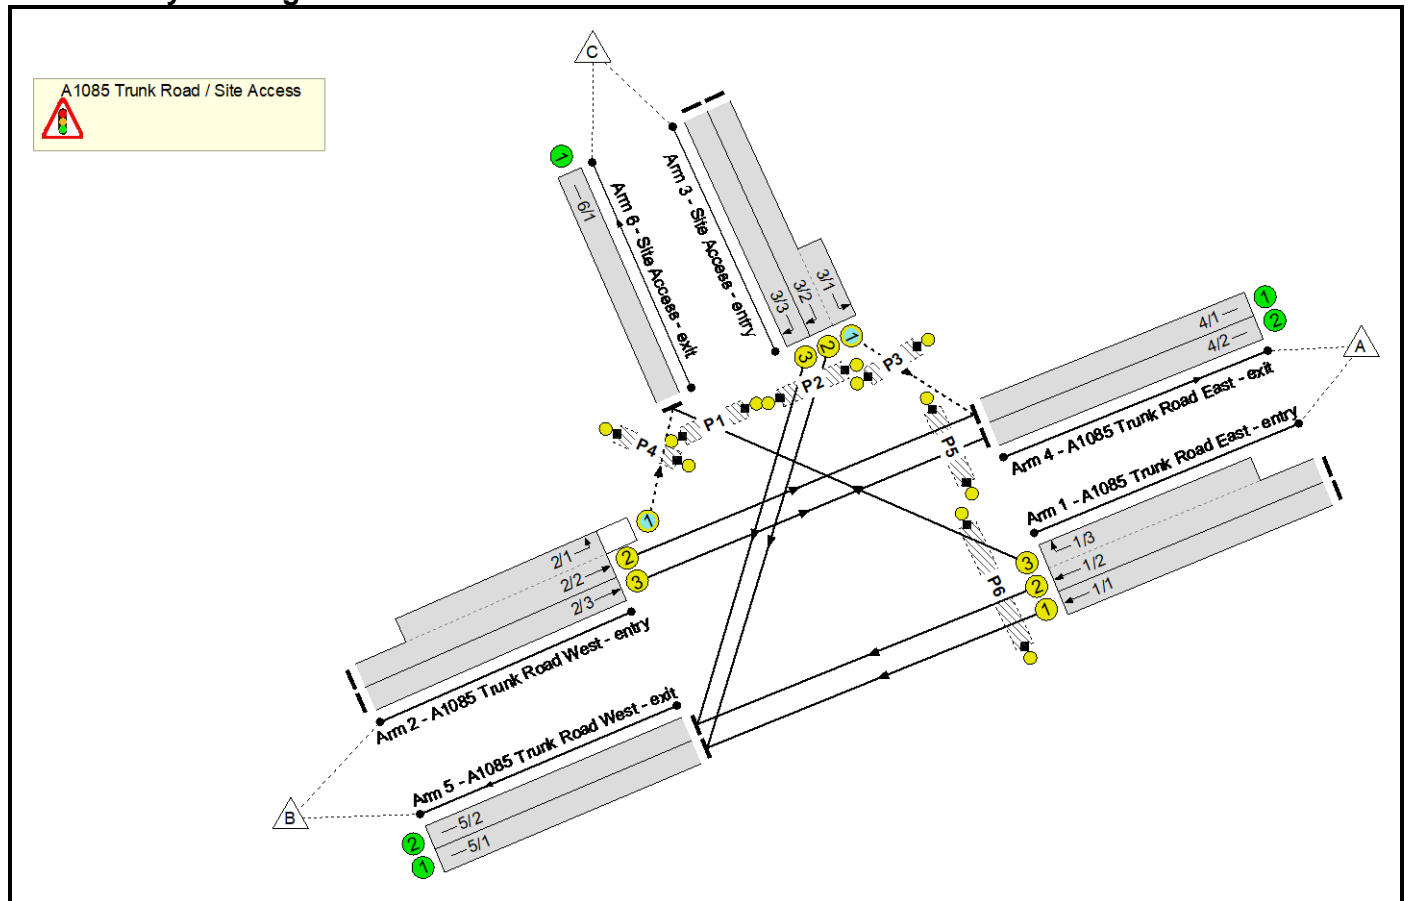 A1085 Trunk Road / Site Access
C
1
6/1
Arm 6 - Site Access - exit
Arm 3 - Site Access - entry
3/3
3/2
3/1
3
2
1
P1
P2
P3
P4
P5
P6
4/1
4/2
1
2
A
Arm 4 - A1085 Trunk Road East - exit
Arm 1 - A1085 Trunk Road East - entry
1/3
1/2
1/1
3
2
1
1
2
3
2/1
2/2
2/3
Arm 2 - A1085 Trunk Road West - entry
Arm 5 - A1085 Trunk Road West - exit
B
5/2
5/1
2
1